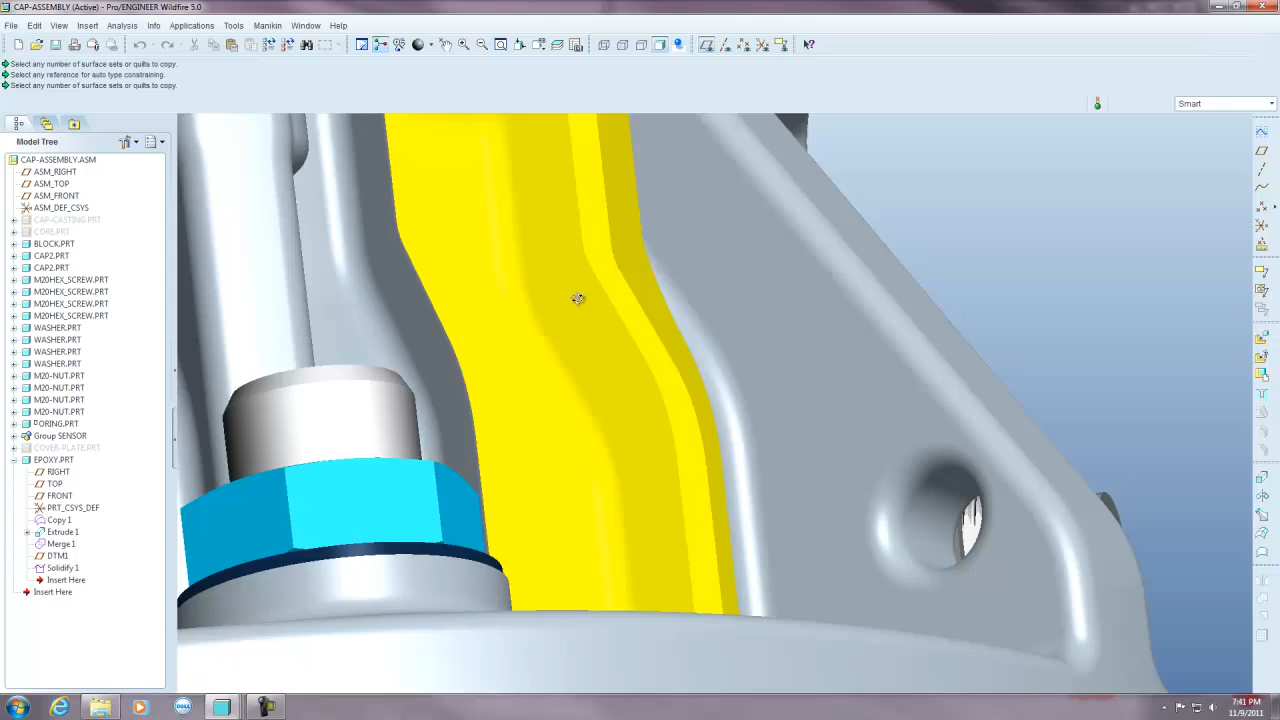 CAP-ASSEMBLY (Active) - Pro/ENGINEER Wildfire 5.0
File Edit View Insert Analysis Info Applications Tools Manikin Window Help
Select any number of surface sets or quilts to copy.
Select any reference for auto type constraining.
Select any number of surface sets or quilts to copy.
Smart
Model Tree
CAP-ASSEMBLY.ASM
ASM_RIGHT
ASM_TOP
ASM_FRONT
ASM_DEF_CSYS
CAP-CASTING.PRT
CORE.PRT
BLOCK.PRT
CAP2.PRT
CAP2.PRT
M20HEX_SCREW.PRT
M20HEX_SCREW.PRT
M20HEX_SCREW.PRT
M20HEX_SCREW.PRT
WASHER.PRT
WASHER.PRT
WASHER.PRT
WASHER.PRT
M20-NUT.PRT
M20-NUT.PRT
M20-NUT.PRT
M20-NUT.PRT
ORING.PRT
Group SENSOR
COVER-PLATE.PRT
EPOXY.PRT
RIGHT
TOP
FRONT
PRT_CSYS_DEF
Copy 1
Extrude 1
Merge 1
DTM1
Solidify 1
Insert Here
Insert Here
DELL
7:41 PM
11/9/2011